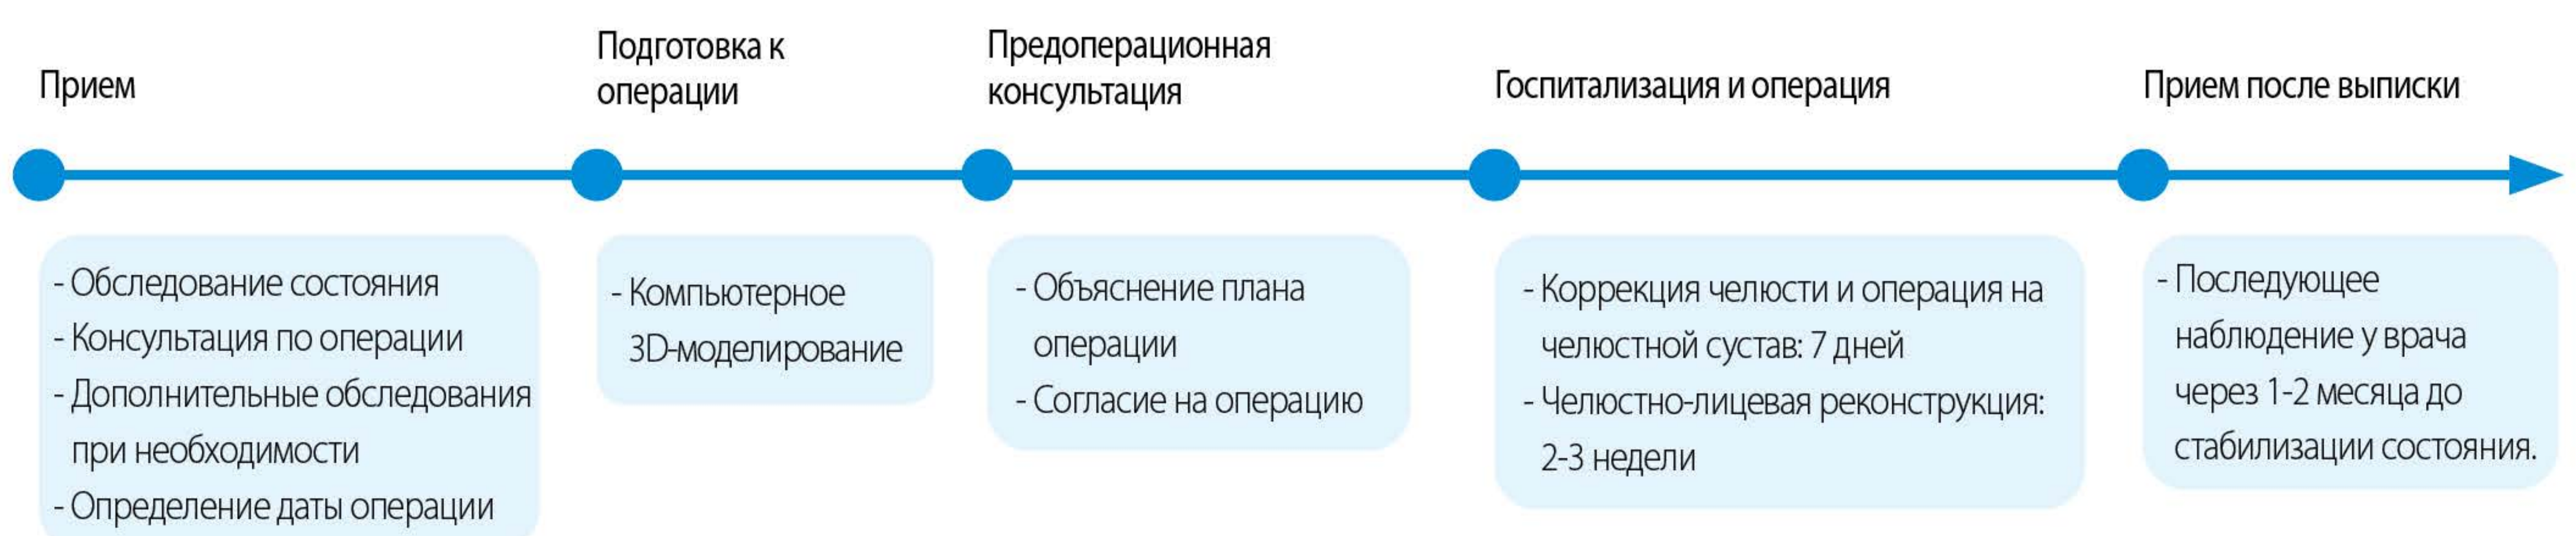 Прием
Подготовка к
операции
Предоперационная
консультация
Госпитализация и операция
Прием после выписки
- Обследование состояния
- Консультация по операции
- Дополнительные обследования
при необходимости
- Определение даты операции
- Компьютерное
3D-моделирование
- Объяснение плана
операции
- Согласие на операцию
- Коррекция челюсти и операция на
челюстной сустав: 7 дней
- Челюстно-лицевая реконструкция:
2-3 недели
- Последующее
наблюдение у врача
через 1-2 месяца до
стабилизации состояния.